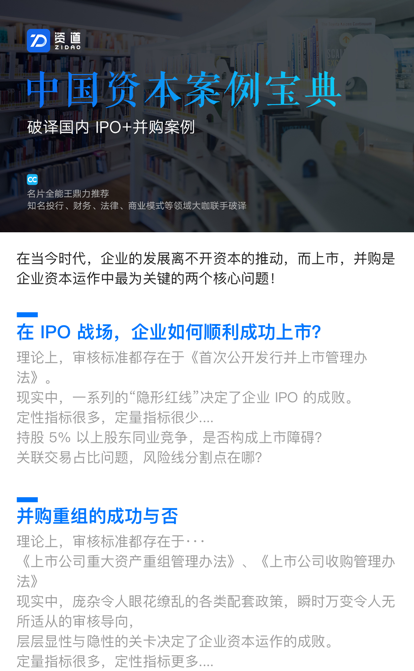 资道
ZIDAO
中国资本案例宝典
破译国内 IPO+并购案例
名片全能王鼎力推荐
知名投行、财务、法律、商业模式等领域大咖联手破译
在当今时代，企业的发展离不开资本的推动，而上市，并购是
企业资本运作中最为关键的两个核心问题！
在 IPO 战场，企业如何顺利成功上市？
理论上，审核标准都存在于《首次公开发行并上市管理办
法》。
现实中，一系列的“隐形红线”决定了企业 IPO 的成败。
定性指标很多，定量指标很少....
持股 5% 以上股东同业竞争，是否构成上市障碍？
关联交易占比问题，风险线分割点在哪？
并购重组的成功与否
理论上，审核标准都存在于···
《上市公司重大资产重组管理办法》、《上市公司收购管理办
法》
现实中，庞杂令人眼花缭乱的各类配套政策，瞬时万变令人无
所适从的审核导向，
层层显性与隐性的关卡决定了企业资本运作的成败。
定量指标很多，定性指标更多....